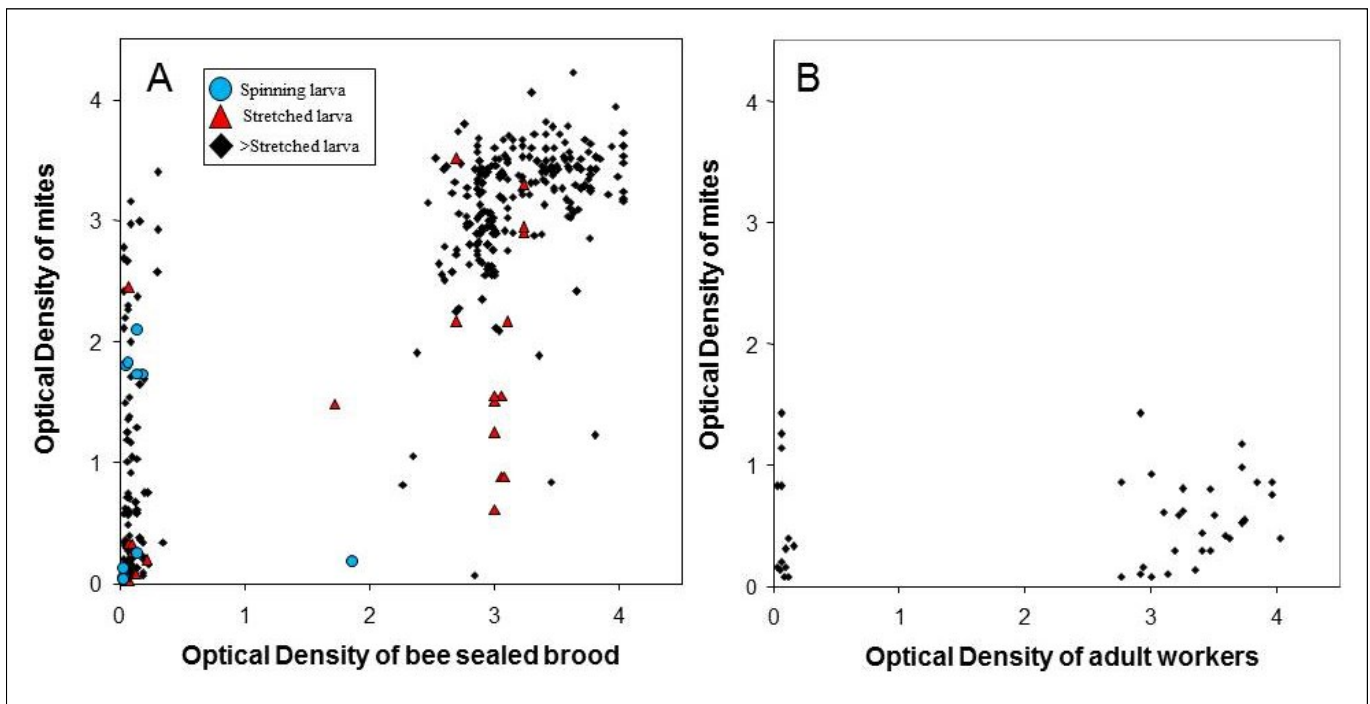 A
Spinning larva
Stretched larva
>Stretched larva
4
3
2
1
0
0 1 2 3 4
Optical Density of mites
Optical Density of bee sealed brood
B
4
3
2
1
0
0 1 2 3 4
Optical Density of mites
Optical Density of adult workers